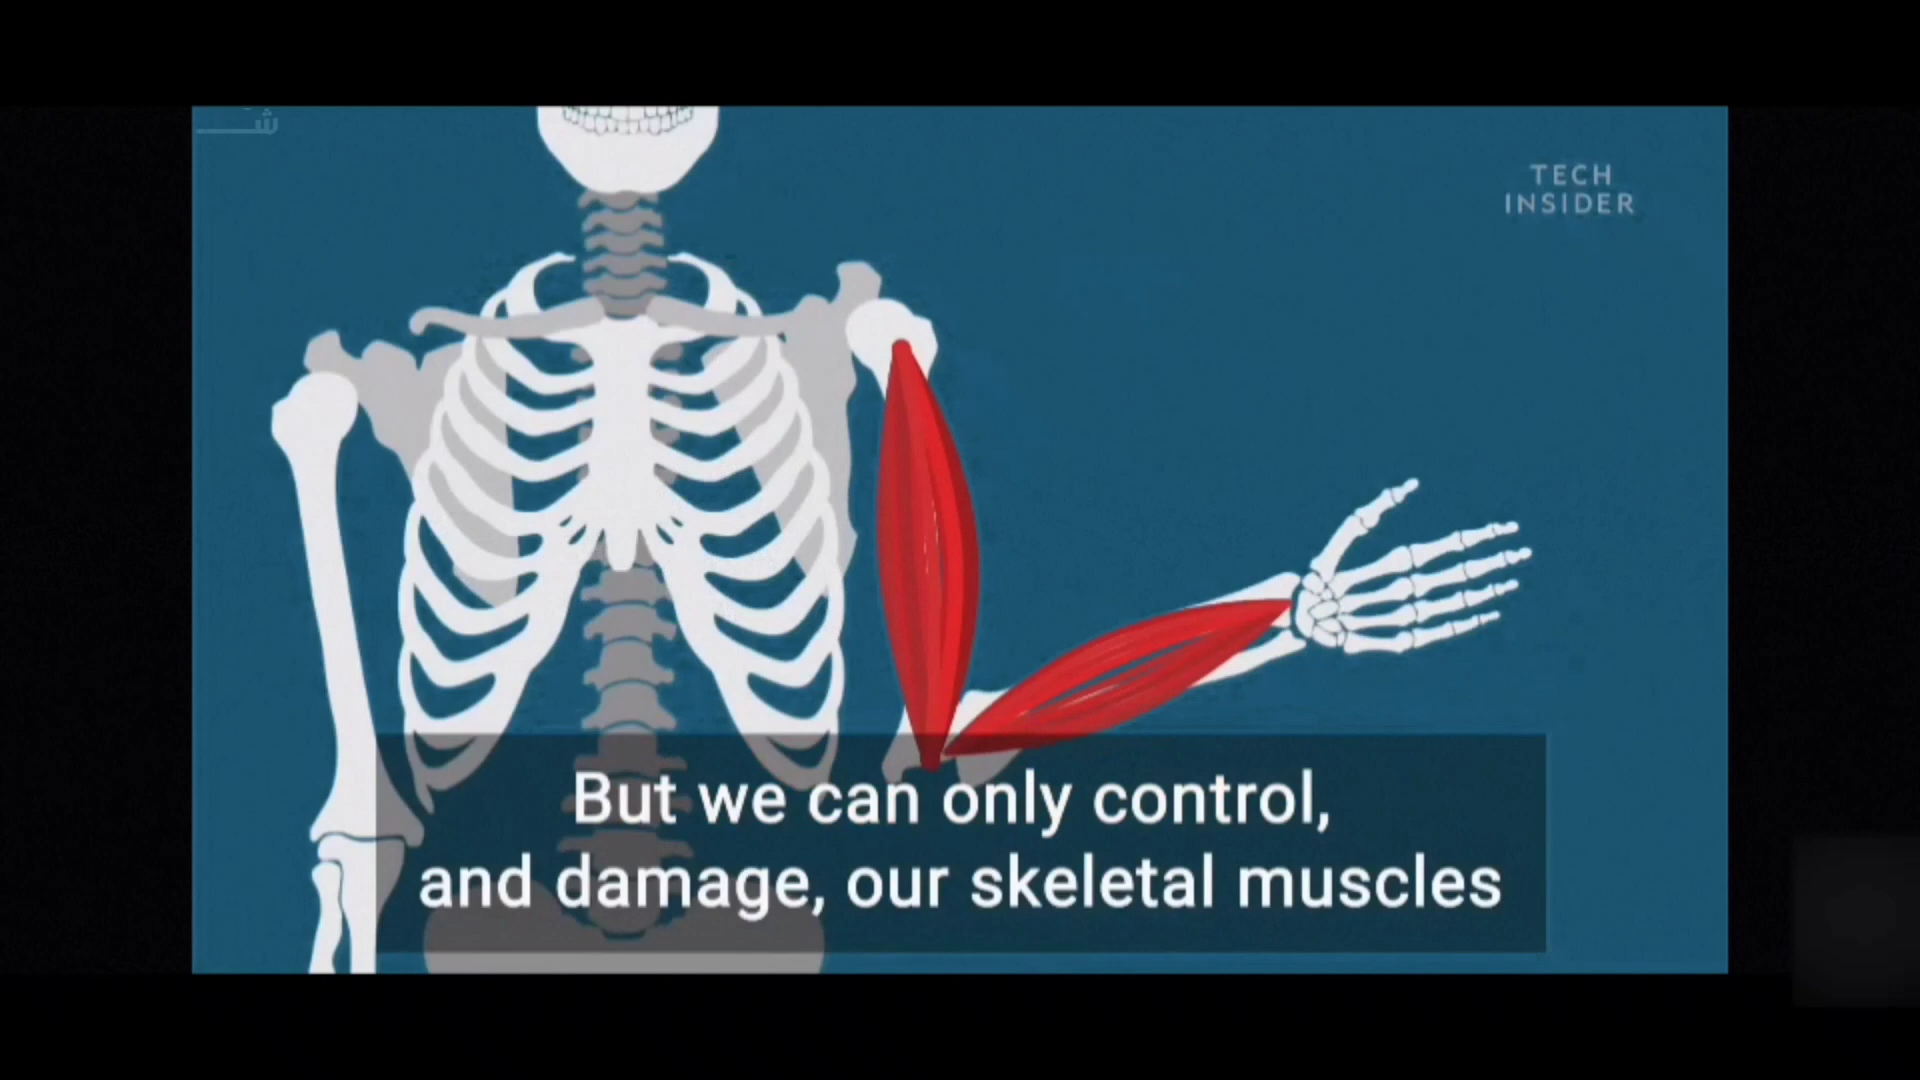 TECH
INSIDER
But we can only control,
and damage, our skeletal muscles